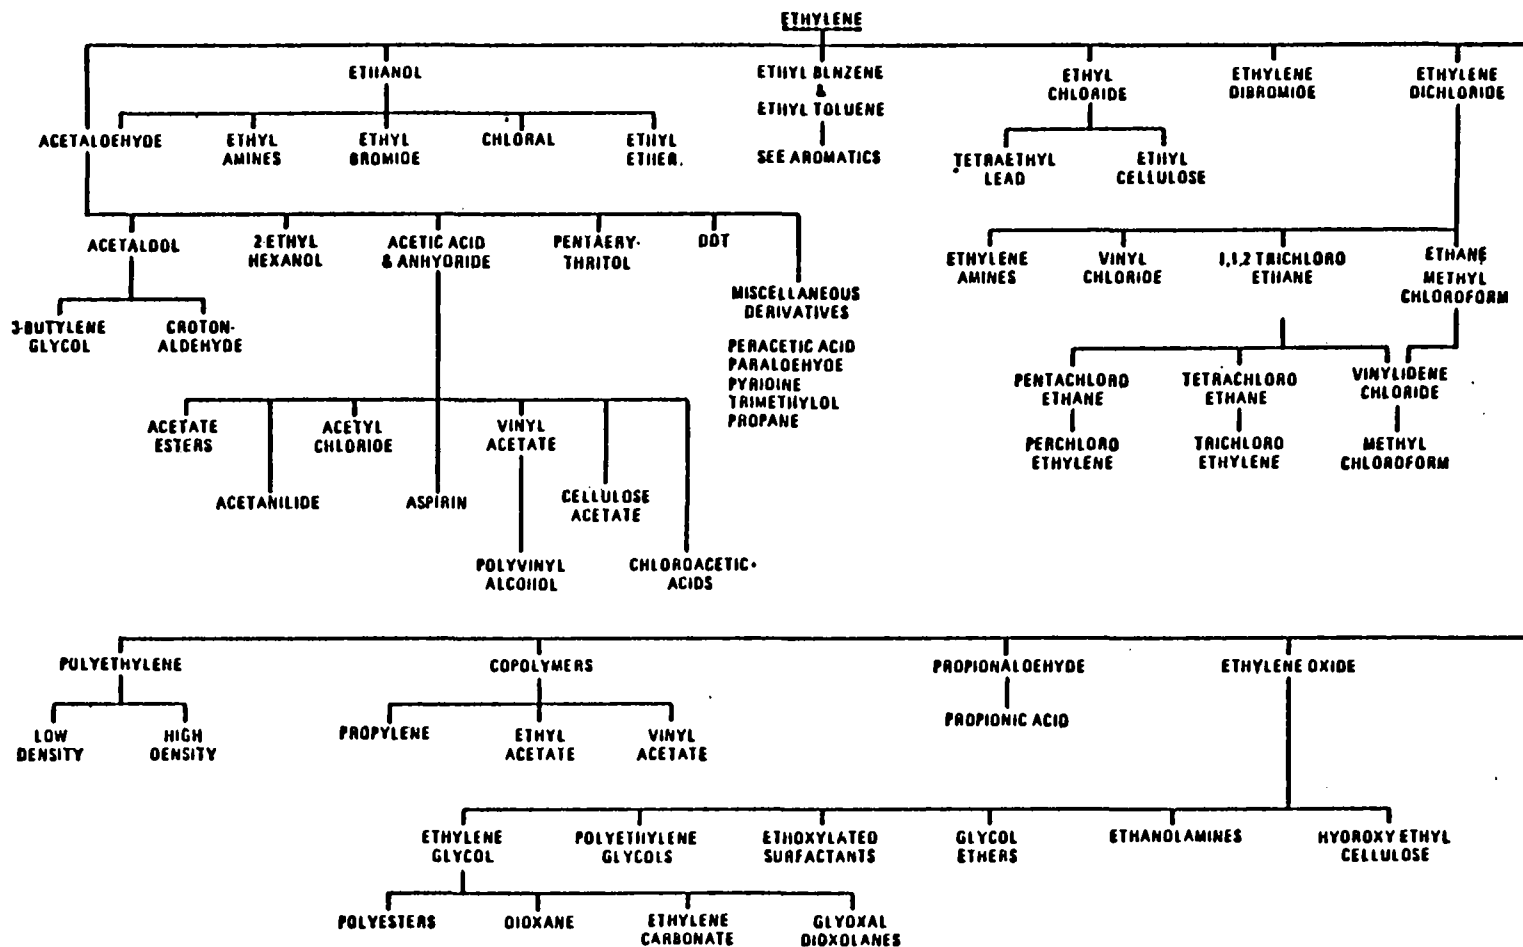 ETHYLENE
ETHANOL
ETHYL BENZENE
&
ETHYL TOLUENE
SEE AROMATICS
ETHYL
CHLORIDE
ETHYLENE
DIBROMIDE
ETHYLENE
DICHLORIDE
ACETALDEHYDE
ETHYL
AMINES
ETHYL
BROMIDE
CHLORAL
ETHYL
ETHER.
TETRAETHYL
LEAD
ETHYL
CELLULOSE
ACETALDOL
2-ETHYL
HEXANOL
ACETIC ACID
& ANHYDRIDE
PENTAERY-
THRITOL
DDT
MISCELLANEOUS
DERIVATIVES
PERACETIC ACID
PARALDEHYDE
PYRIDINE
TRIMETHYLOL
PROPANE
ETHYLENE
AMINES
VINYL
CHLORIDE
1,1,2 TRICHLORO
ETHANE
ETHANE
METHYL
CHLOROFORM
3-BUTYLENE
GLYCOL
CROTON-
ALDEHYDE
PENTACHLORO
ETHANE
TETRACHLORO
ETHANE
VINYLIDENE
CHLORIDE
PERCHLORO
ETHYLENE
TRICHLORO
ETHYLENE
METHYL
CHLOROFORM
ACETATE
ESTERS
ACETYL
CHLORIDE
VINYL
ACETATE
ACETANILIDE
ASPIRIN
CELLULOSE
ACETATE
POLYVINYL
ALCOHOL
CHLOROACETIC
ACIDS
PULYETHYLENE
COPOLYMERS
PROPIONALDEHYDE
ETHYLENE OXIDE
LOW
DENSITY
HIGH
DENSITY
PROPYLENE
ETHYL
ACETATE
VINYL
ACETATE
PROPIONIC ACID
ETHYLENE
GLYCOL
POLYETHYLENE
GLYCOLS
ETHOXYLATED
SURFACTANTS
GLYCOL
ETHERS
ETHANOLAMINES
HYDROXY ETHYL
CELLULOSE
POLYESTERS
DIOXANE
ETHYLENE
CARBONATE
GLYOXAL
DIOXOLANES